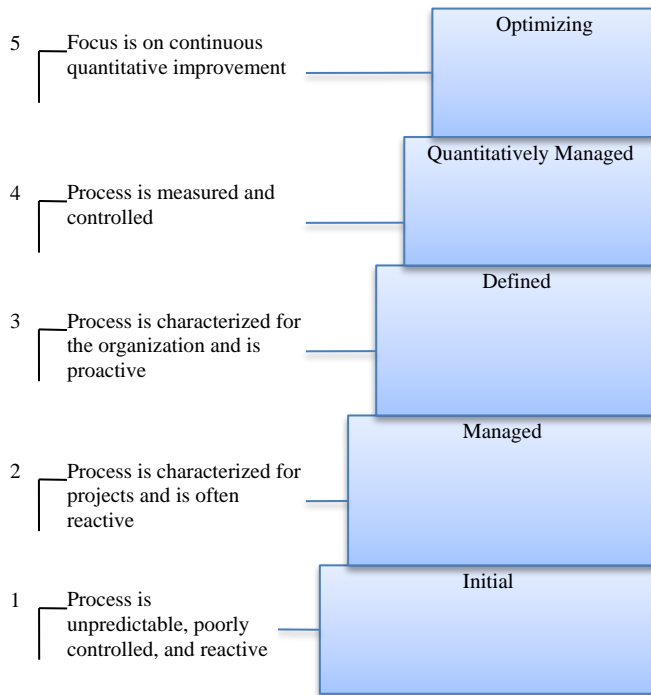 Optimizing
5
Focus is on continuous
quantitative improvement
Quantitatively Managed
4
Process is measured and
controlled
Defined
3
Process is characterized for
the organization and is
proactive
Managed
2
Process is characterized for
projects and is often
reactive
Initial
1
Process is
unpredictable, poorly
controlled, and reactive